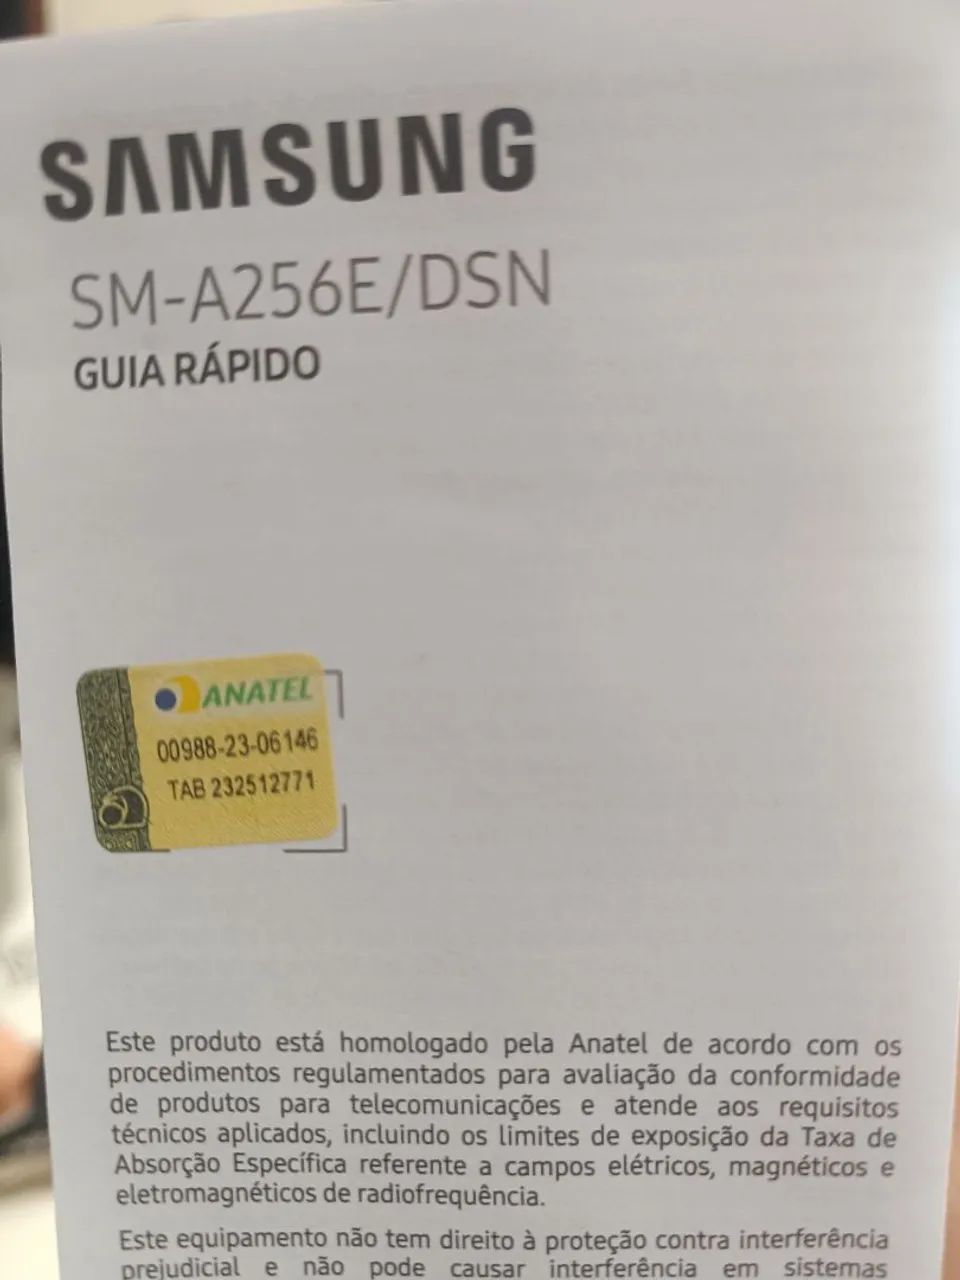 SAMSUNG
SM-A256E/DSN
GUIA RÁPIDO
ANATEL
00988-23-06146
TAB 232512771
Este produto está homologado pela Anatel de acordo com os
procedimentos regulamentados para avaliação da conformidade
de produtos para telecomunicações e atende aos requisitos
técnicos aplicados, incluindo os limites de exposição da Taxa de
Absorção Específica referente a campos elétricos, magnéticos e
eletromagnéticos de radiofrequência.
Este equipamento não tem direito à proteção contra interferência
prejudicial e não pode causar interferência em sistemas